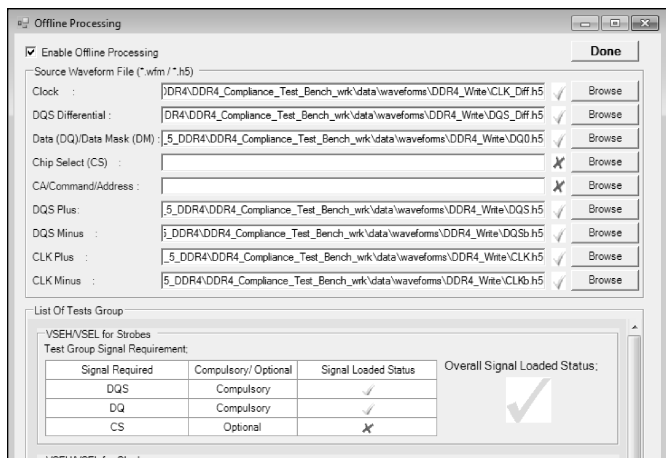 Offline Processing
Enable Offline Processing
Done
Source Waveform File (*.wfm / *.h5)
Clock : DDR4\DDR4_Compliance_Test_Bench_wrk\data\waveforms\DDR4_Write\CLK_Diff.h5 Browse
DQS Differential : DR4\DDR4_Compliance_Test_Bench_wrk\data\waveforms\DDR4_Write\DQS_Diff.h5 Browse
Data (DQ)/Data Mask (DM) : _5_DDR4\DDR4_Compliance_Test_Bench_wrk\data\waveforms\DDR4_Write\DQ0.h5 Browse
Chip Select (CS) : Browse
CA/Command/Address : Browse
DQS Plus: _5_DDR4\DDR4_Compliance_Test_Bench_wrk\data\waveforms\DDR4_Write\DQS.h5 Browse
DQS Minus : 5_DDR4\DDR4_Compliance_Test_Bench_wrk\data\waveforms\DDR4_Write\DQSb.h5 Browse
CLK Plus : _5_DDR4\DDR4_Compliance_Test_Bench_wrk\data\waveforms\DDR4_Write\CLK.h5 Browse
CLK Minus : 5_DDR4\DDR4_Compliance_Test_Bench_wrk\data\waveforms\DDR4_Write\CLKb.h5 Browse
List Of Tests Group
VSEH/VSEL for Strobes
Test Group Signal Requirement;
Signal Required Compulsory/ Optional Signal Loaded Status
Overall Signal Loaded Status;
DQS Compulsory
DQ Compulsory
CS Optional